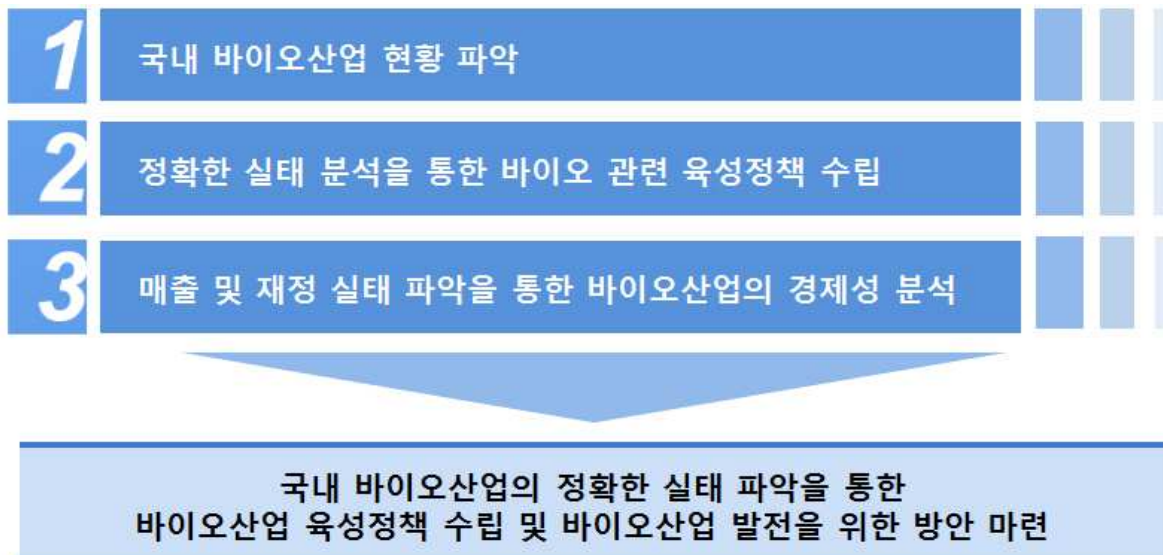 1 국내 바이오산업 현황 파악
2 정확한 실태 분석을 통한 바이오 관련 육성정책 수립
3 매출 및 재정 실태 파악을 통한 바이오산업의 경제성 분석
국내 바이오산업의 정확한 실태 파악을 통한
바이오산업 육성정책 수립 및 바이오산업 발전을 위한 방안 마련